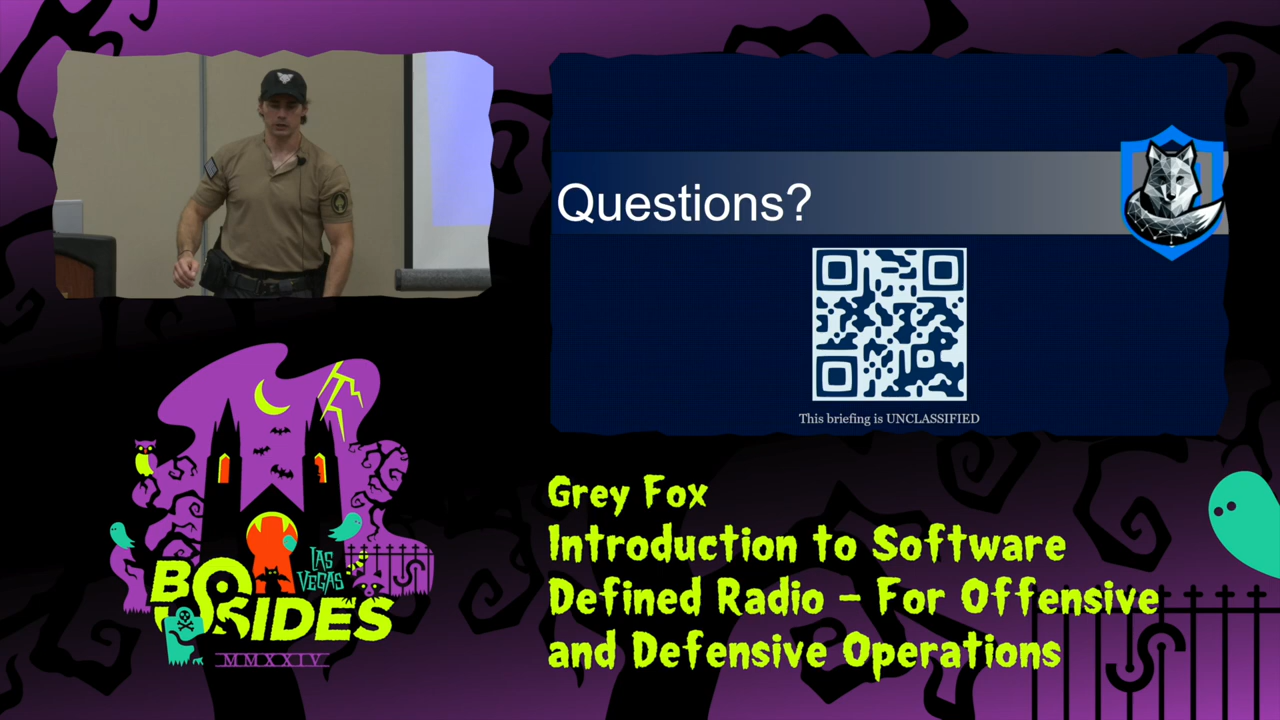 Questions?
This briefing is UNCLASSIFIED
Grey Fox
Introduction to Software
Defined Radio – For Offensive
and Defensive Operations
LAS
VEGAS
BSIDES
MMXXIV